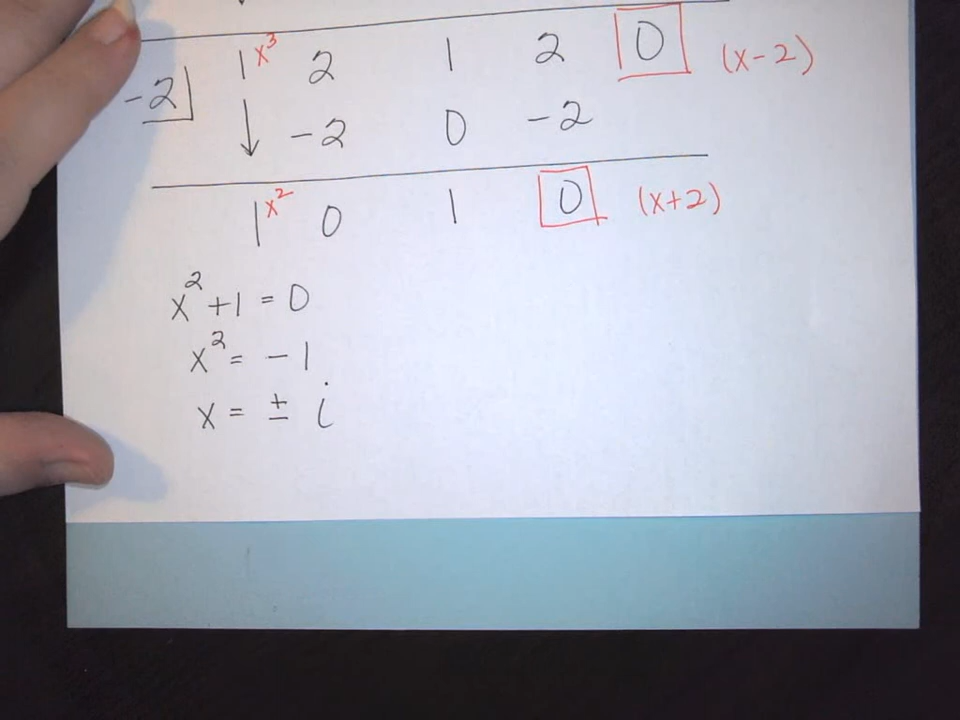 1x³ 2 1 2 0 (x-2)
-2
-2 0 -2
1x² 0 1 0 (x+2)
x² + 1 = 0
x² = -1
x = ± i